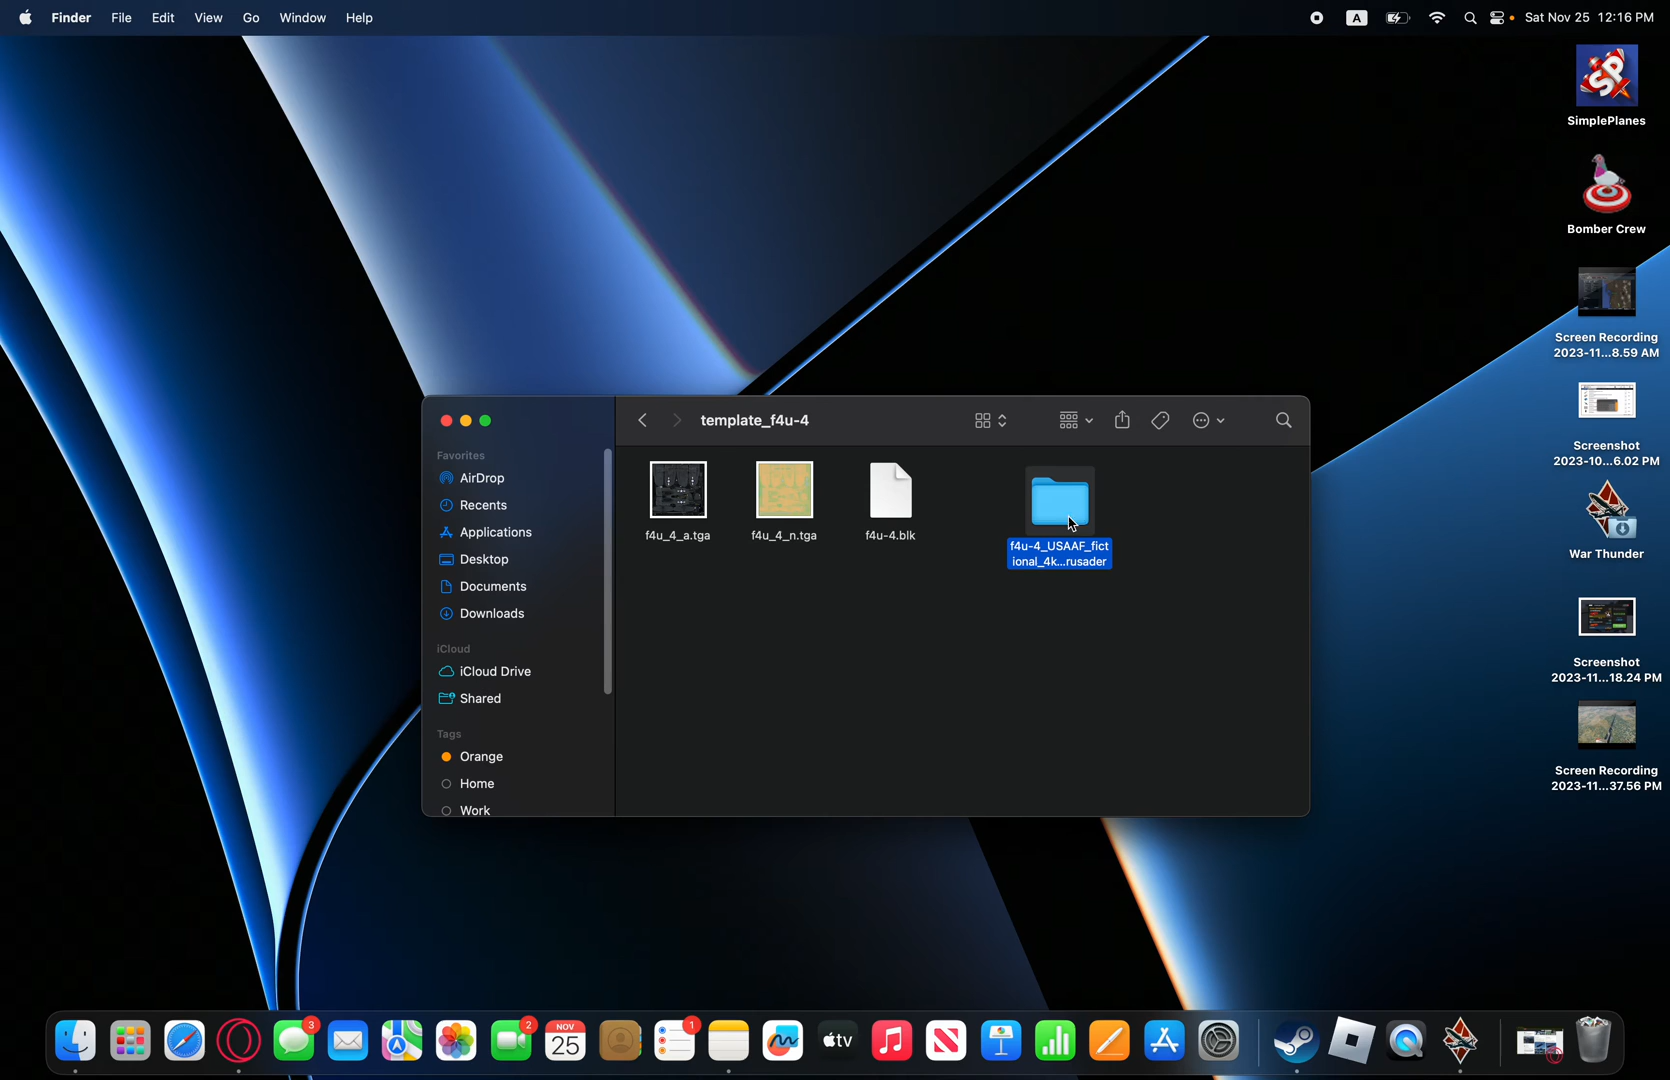 Finder File Edit View Go Window Help
A Sat Nov 25 12:16 PM
SimplePlanes
Bomber Crew
Screen Recording
2023-11...8.59 AM
Screenshot
2023-10...6.02 PM
War Thunder
Screenshot
2023-11...18.24 PM
Screen Recording
2023-11...37.56 PM
template_f4u-4
Favorites
AirDrop
Recents
Applications
Desktop
Documents
Downloads
iCloud
iCloud Drive
Shared
Tags
Orange
Home
Work
f4u_4_a.tga
f4u_4_n.tga
f4u-4.blk
f4u-4_USAAF_fict
ional_4k...rusader
3
2
NOV
25
1
tv
SP